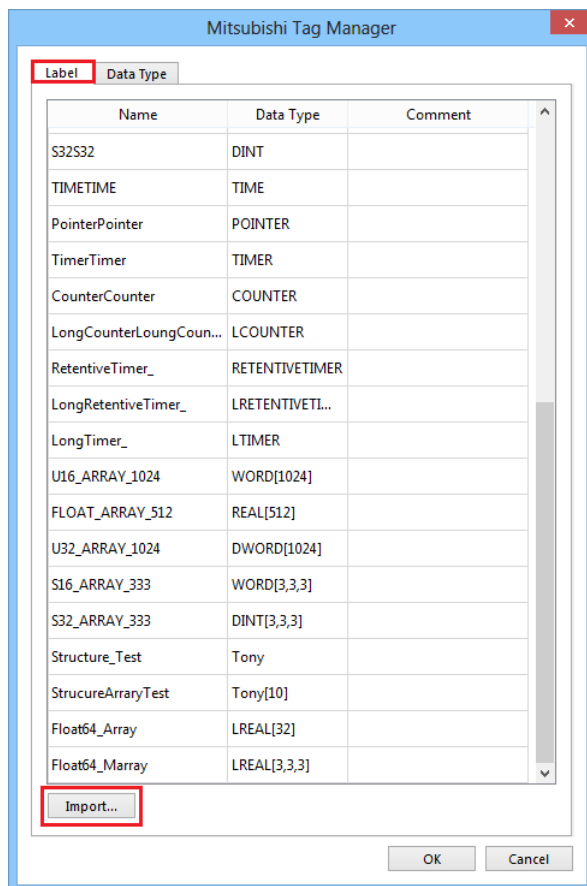 Mitsubishi Tag Manager
×
Label Data Type
Name Data Type Comment
S32S32 DINT
TIMETIME TIME
PointerPointer POINTER
TimerTimer TIMER
CounterCounter COUNTER
LongCounterLoungCoun... LCOUNTER
RetentiveTimer_ RETENTIVETIMER
LongRetentiveTimer_ LRETENTIVETI...
LongTimer_ LTIMER
U16_ARRAY_1024 WORD[1024]
FLOAT_ARRAY_512 REAL[512]
U32_ARRAY_1024 DWORD[1024]
S16_ARRAY_333 WORD[3,3,3]
S32_ARRAY_333 DINT[3,3,3]
Structure_Test Tony
StrucureArraryTest Tony[10]
Float64_Array LREAL[32]
Float64_Marray LREAL[3,3,3]
Import...
OK Cancel